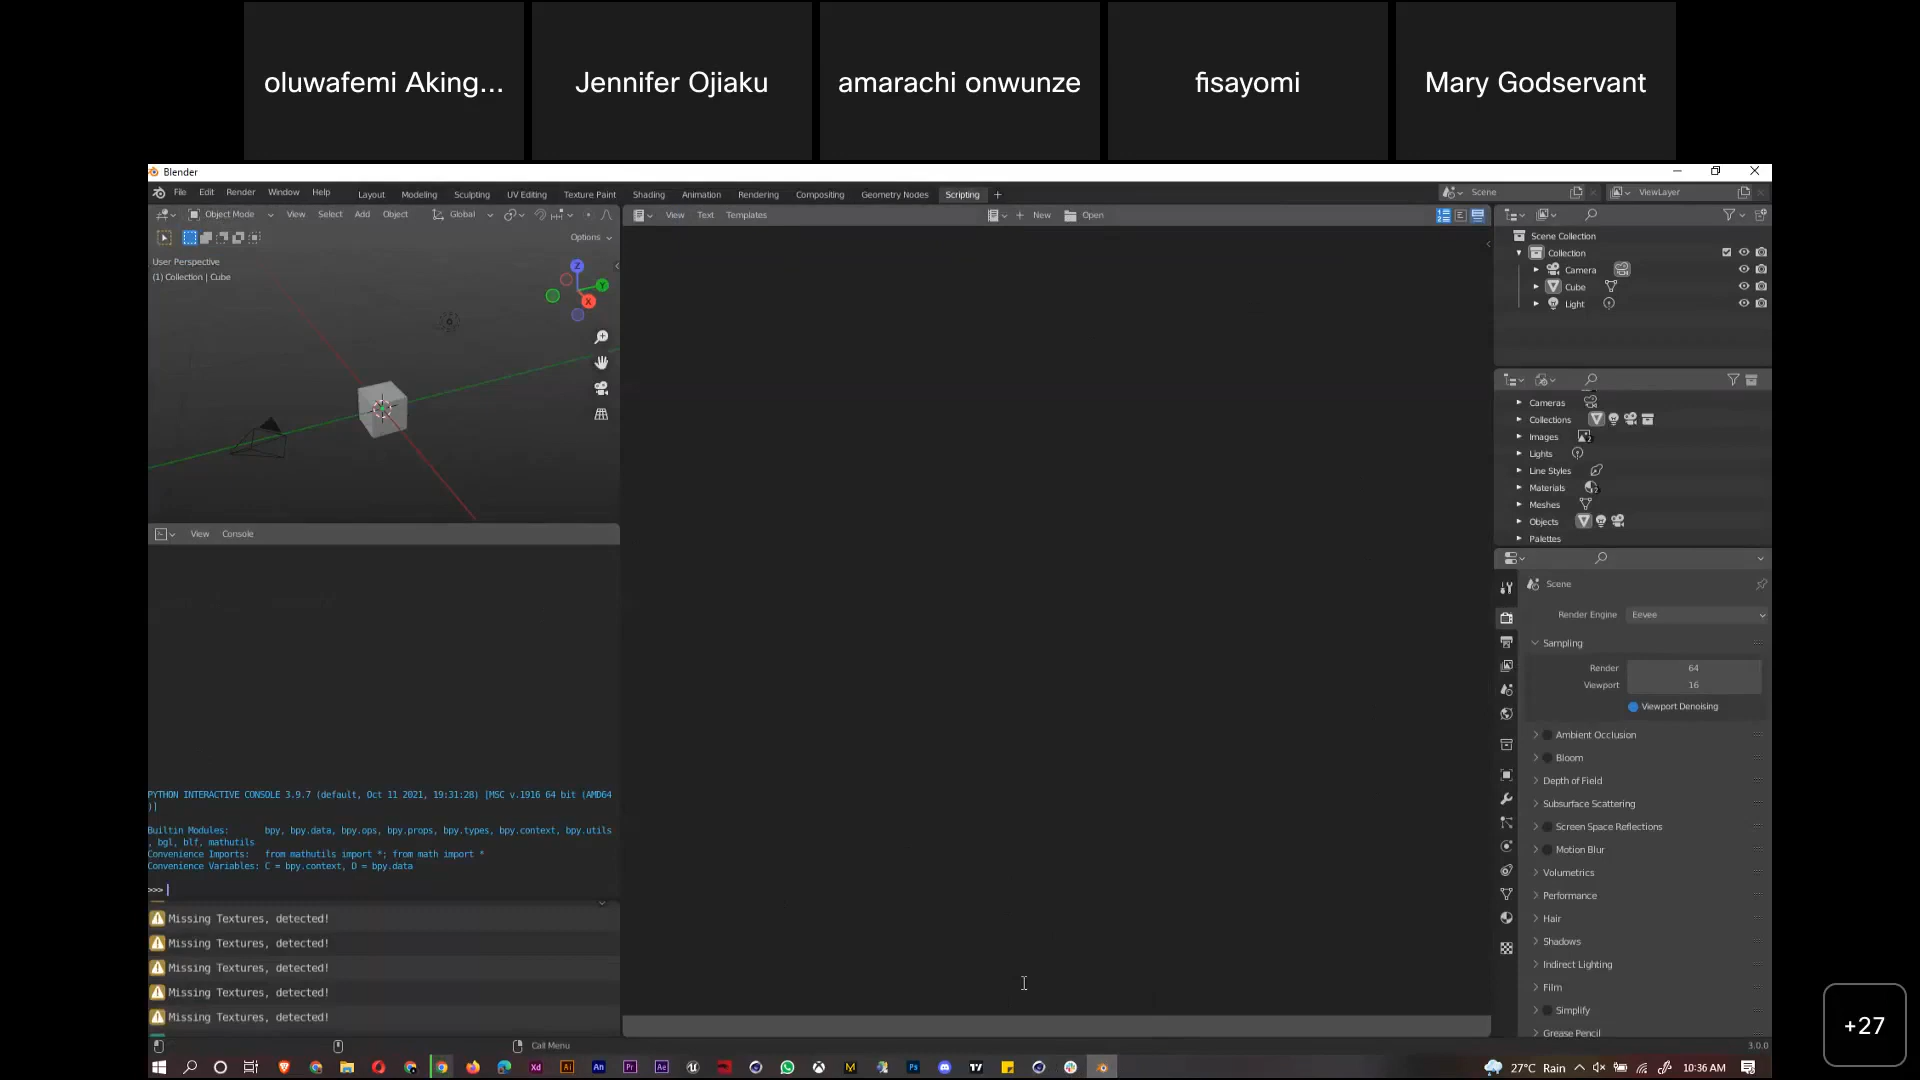 oluwafemi Aking...
Jennifer Ojiaku
amarachi onwunze
fisayomi
Mary Godservant
Blender
File Edit Render Window Help
Layout Modeling Sculpting UV Editing Texture Paint Shading Animation Rendering Compositing Geometry Nodes Scripting +
Scene
ViewLayer
Object Mode View Select Add Object Global
View Text Templates
+ New Open
Options
User Perspective
(1) Collection | Cube
Z
Y
X
Scene Collection
Collection
Camera
Cube
Light
Cameras
Collections
Images 2
Lights
Line Styles
Materials 2
Meshes
Objects
Palettes
View Console
PYTHON INTERACTIVE CONSOLE 3.9.7 (default, Oct 11 2021, 19:31:28) [MSC v.1916 64 bit (AMD64
)]
Builtin Modules: bpy, bpy.data, bpy.ops, bpy.props, bpy.types, bpy.context, bpy.utils
, bgl, blf, mathutils
Convenience Imports: from mathutils import *; from math import *
Convenience Variables: C = bpy.context, D = bpy.data
>>>
Missing Textures, detected!
Missing Textures, detected!
Missing Textures, detected!
Missing Textures, detected!
Missing Textures, detected!
Scene
Render Engine Eevee
Sampling
Render 64
Viewport 16
Viewport Denoising
Ambient Occlusion
Bloom
Depth of Field
Subsurface Scattering
Screen Space Reflections
Motion Blur
Volumetrics
Performance
Hair
Shadows
Indirect Lighting
Film
Simplify
Grease Pencil
Call Menu
3.0.0
Xd Ai An Pr Ae M Ps
27°C Rain
10:36 AM
+27